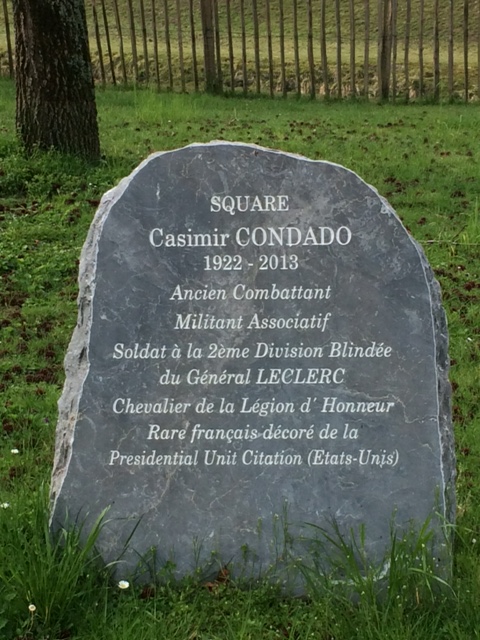 SQUARE
Casimir CONDADO
1922 - 2013
Ancien Combattant
Militant Associatif
Soldat à la 2ème Division Blindée
du Général LECLERC
Chevalier de la Légion d' Honneur
Rare français décoré de la
Presidential Unit Citation (Etats-Unis)